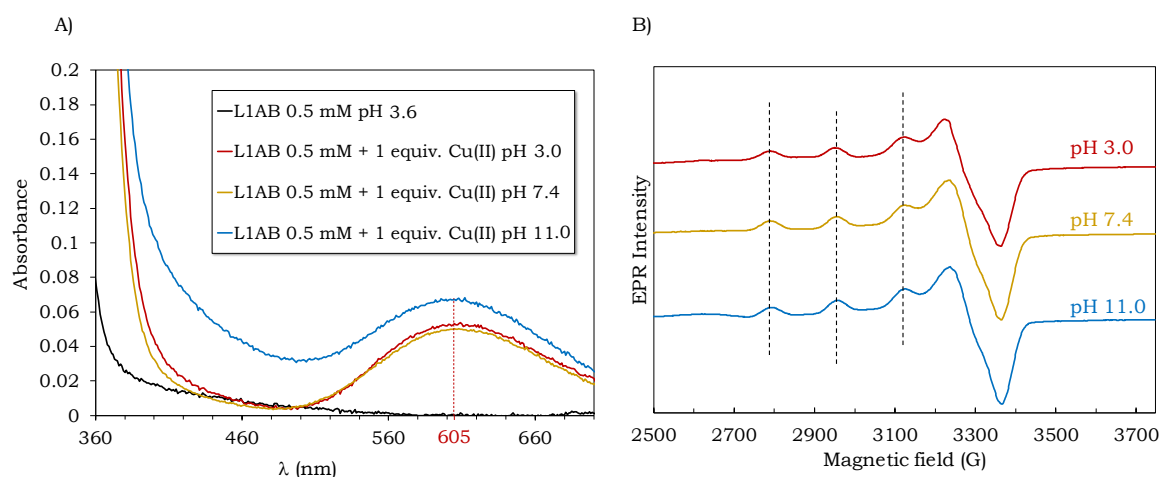 A)
0.2
0.18
0.16
0.14
0.12
0.1
0.08
0.06
0.04
0.02
0
Absorbance
L1AB 0.5 mM pH 3.6
L1AB 0.5 mM + 1 equiv. Cu(II) pH 3.0
L1AB 0.5 mM + 1 equiv. Cu(II) pH 7.4
L1AB 0.5 mM + 1 equiv. Cu(II) pH 11.0
360 460 560 605 660
λ (nm)
B)
EPR Intensity
pH 3.0
pH 7.4
pH 11.0
2500 2700 2900 3100 3300 3500 3700
Magnetic field (G)